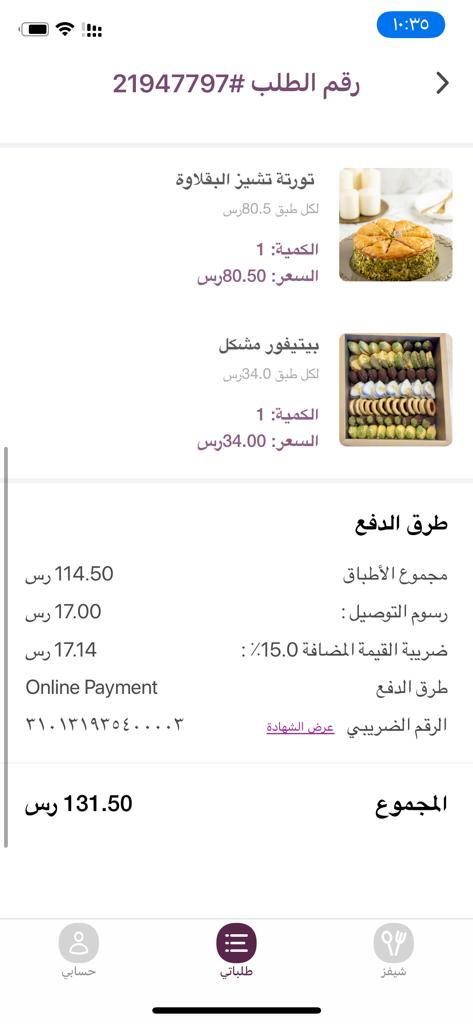 ١٠:٣٥
رقم الطلب #21947797
تورتة تشيز البقلاوة
لكل طبق 80.5رس
الكمية: 1
السعر: 80.50رس
بيتيفور مشكل
لكل طبق 34.0رس
الكمية: 1
السعر: 34.00رس
طرق الدفع
مجموع الأطباق 114.50 رس
رسوم التوصيل: 17.00 رس
ضريبة القيمة المضافة 15.0٪: 17.14 رس
طرق الدفع Online Payment
الرقم الضريبي عرض الشهادة ٣١٠١٣١٩٣٥٤٠٠٠٠٣
المجموع 131.50 رس
شيفز طلباتي حسابي